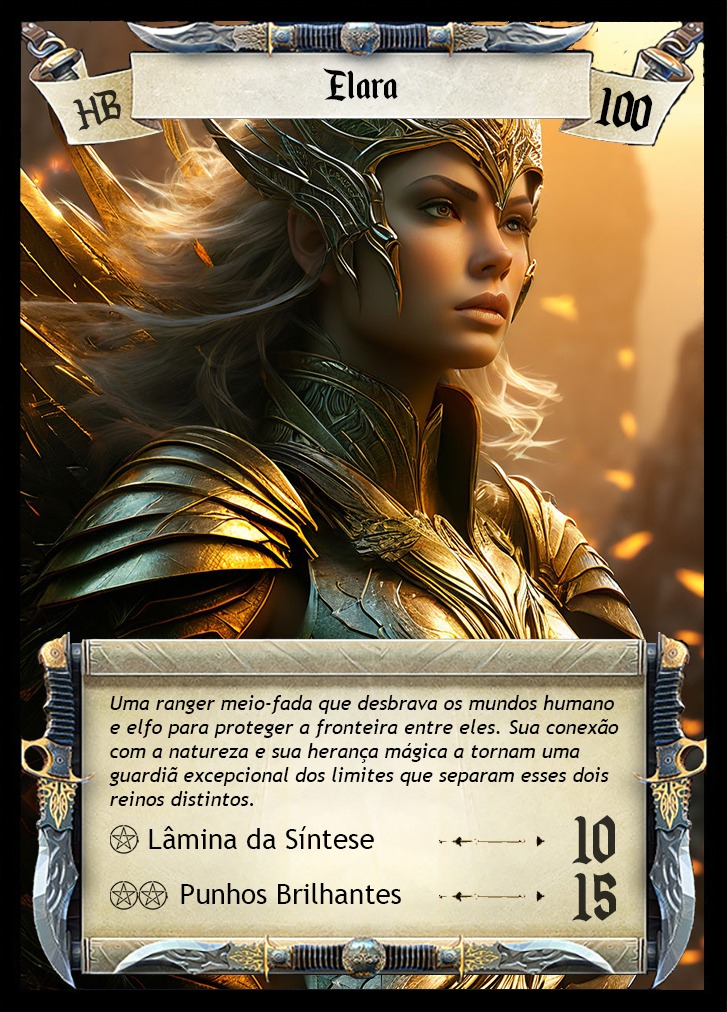 HB Elara 100
Uma ranger meio-fada que desbrava os mundos humano
e elfo para proteger a fronteira entre eles. Sua conexão
com a natureza e sua herança mágica a tornam uma
guardiã excepcional dos limites que separam esses dois
reinos distintos.
Lâmina da Síntese 10
Punhos Brilhantes 15